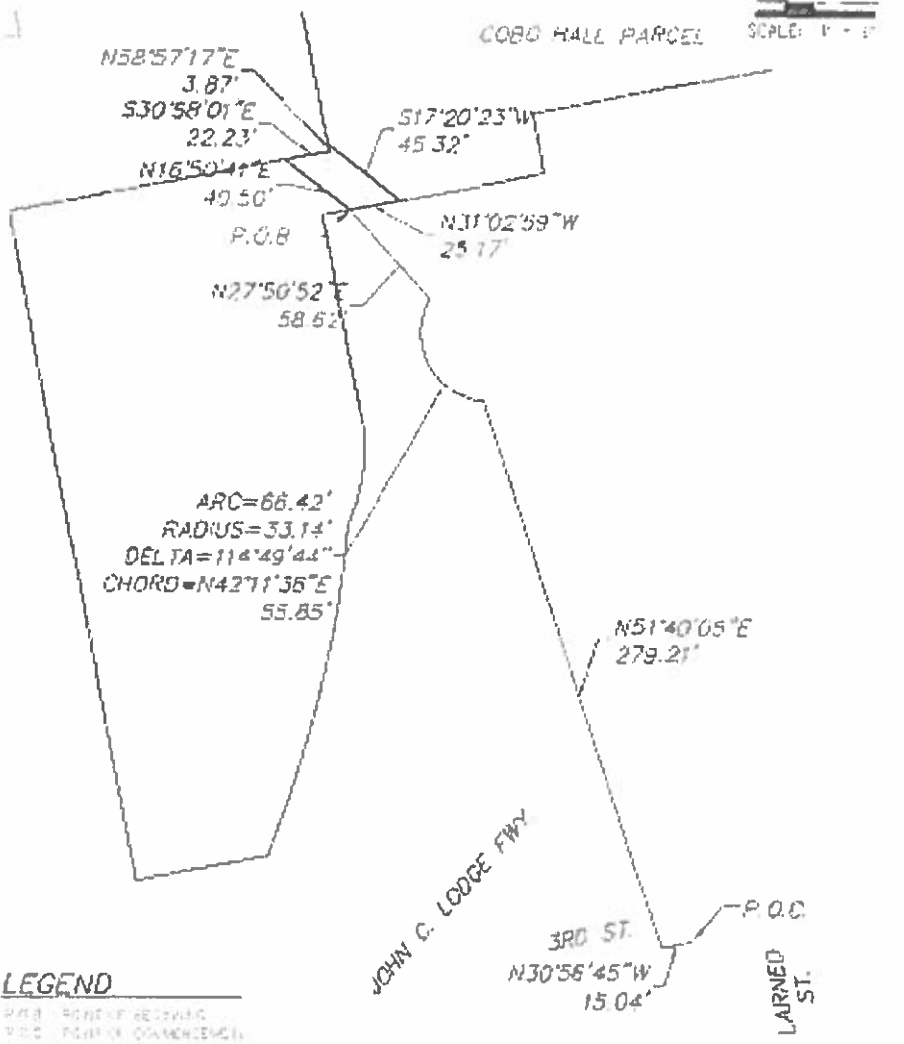 COBO HALL PARCEL
N58°57'17"E
3.87'
S30°58'01"E
22.23'
N16°50'41"E
40.50'
P.O.B
S17°20'23"W
45.32'
N31°02'59"W
25.17'
N27°50'52"E
58.62'
ARC=66.42'
RADIUS=33.14'
DELTA=114°49'44"
CHORD=N42°11'36"E
55.85'
N51°40'05"E
279.21'
JOHN C. LODGE FWY
3RD ST.
N30°56'45"W
15.04'
P.O.C.
LARNED
ST.
LEGEND